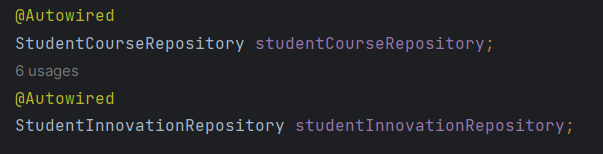 @Autowired
StudentCourseRepository studentCourseRepository;
6 usages
@Autowired
StudentInnovationRepository studentInnovationRepository;